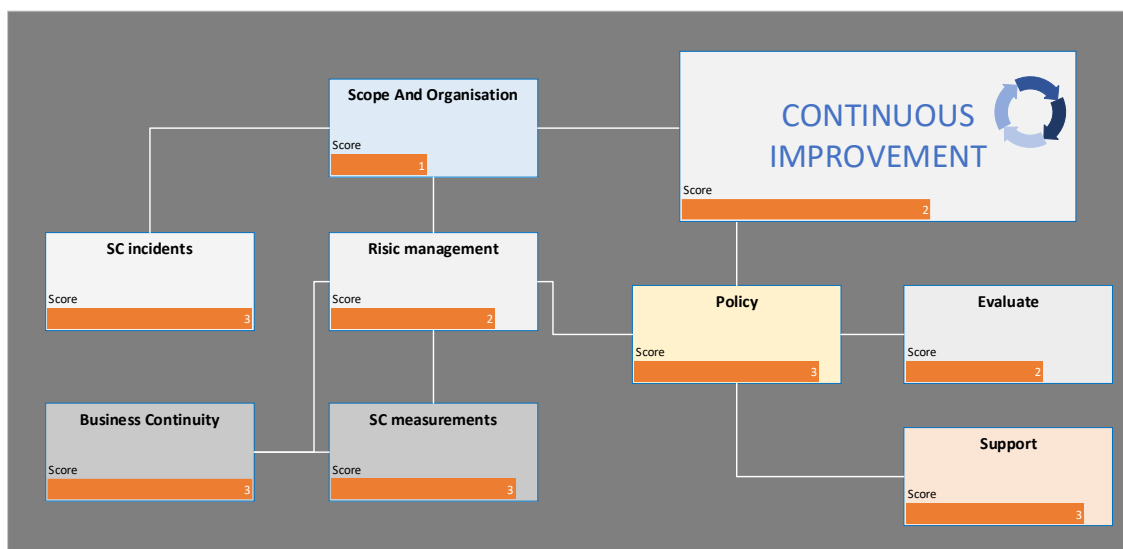 Scope And Organisation
Score
1
CONTINUOUS
IMPROVEMENT
Score
2
SC incidents
Score
3
Risic management
Score
2
Policy
Score
3
Evaluate
Score
2
Business Continuity
Score
3
SC measurements
Score
3
Support
Score
3